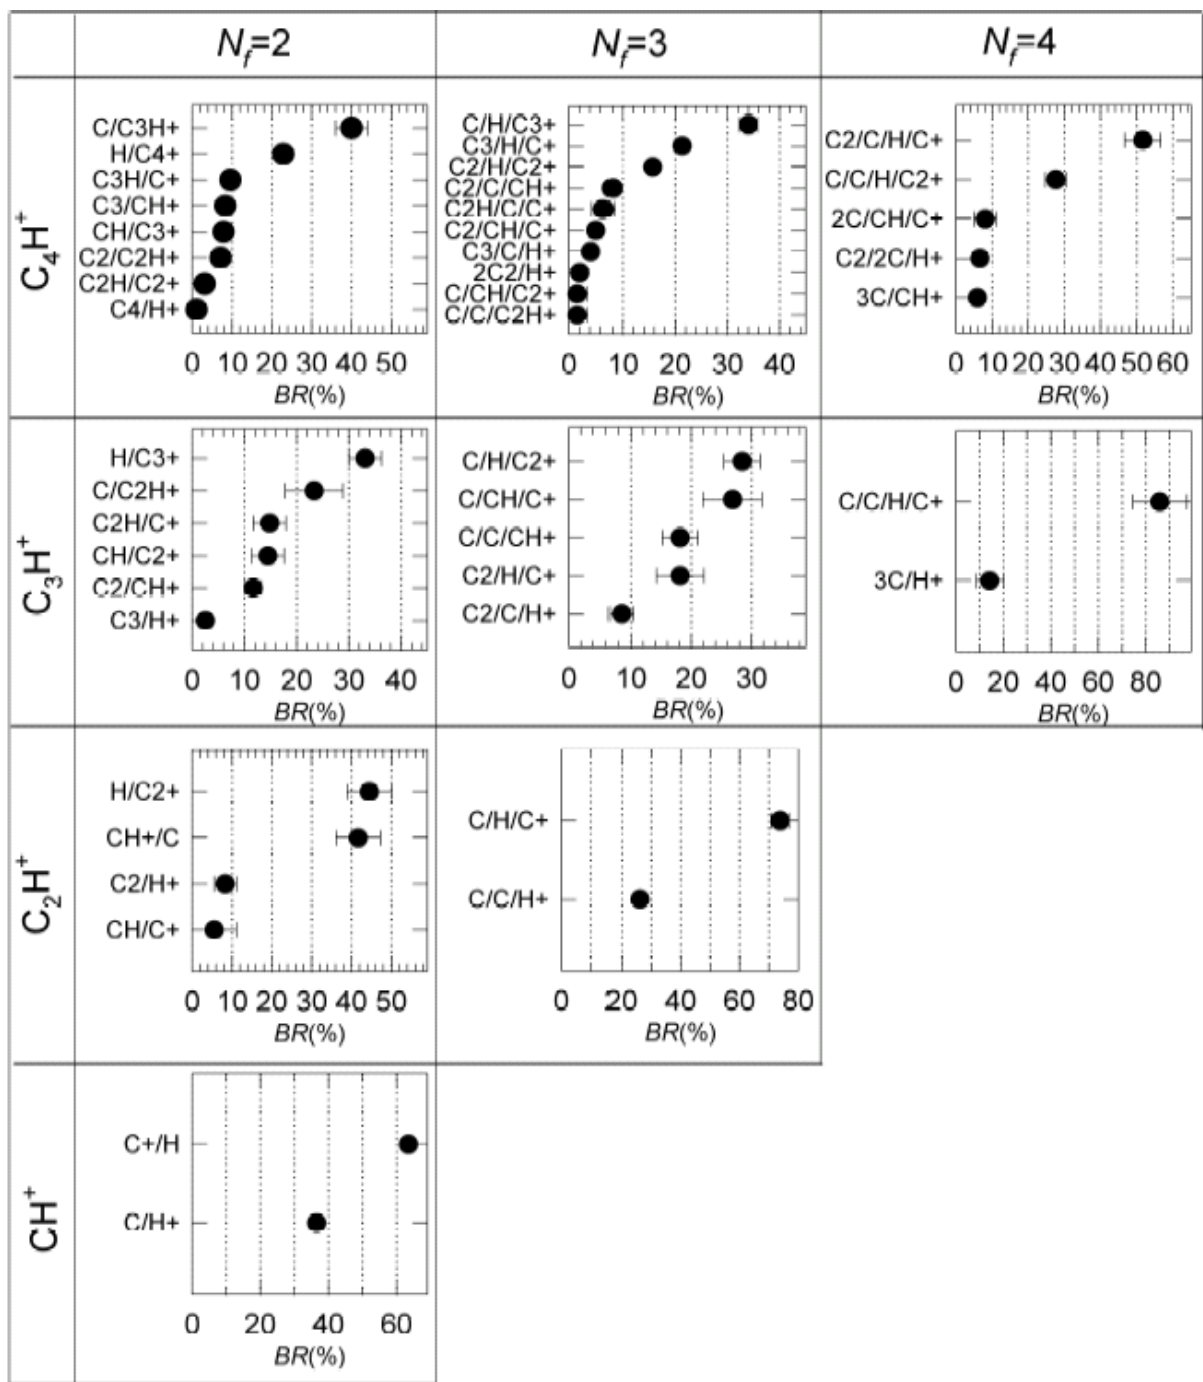 N_f=2
N_f=3
N_f=4
C₄H⁺
C/C3H+
H/C4+
C3H/C+
C3/CH+
CH/C3+
C2/C2H+
C2H/C2+
C4/H+
0 10 20 30 40 50
BR(%)
C/H/C3+
C3/H/C+
C2/H/C2+
C2/C/CH+
C2H/C/C+
C2/CH/C+
C3/C/H+
2C2/H+
C/CH/C2+
C/C/C2H+
0 10 20 30 40
BR(%)
C2/C/H/C+
C/C/H/C2+
2C/CH/C+
C2/2C/H+
3C/CH+
0 10 20 30 40 50 60
BR(%)
C₃H⁺
H/C3+
C/C2H+
C2H/C+
CH/C2+
C2/CH+
C3/H+
0 10 20 30 40
BR(%)
C/H/C2+
C/CH/C+
C/C/CH+
C2/H/C+
C2/C/H+
0 10 20 30
BR(%)
C/C/H/C+
3C/H+
0 20 40 60 80
BR(%)
C₂H⁺
H/C2+
CH+/C
C2/H+
CH/C+
0 10 20 30 40 50
BR(%)
C/H/C+
C/C/H+
0 20 40 60 80
BR(%)
CH⁺
C+/H
C/H+
0 20 40 60
BR(%)